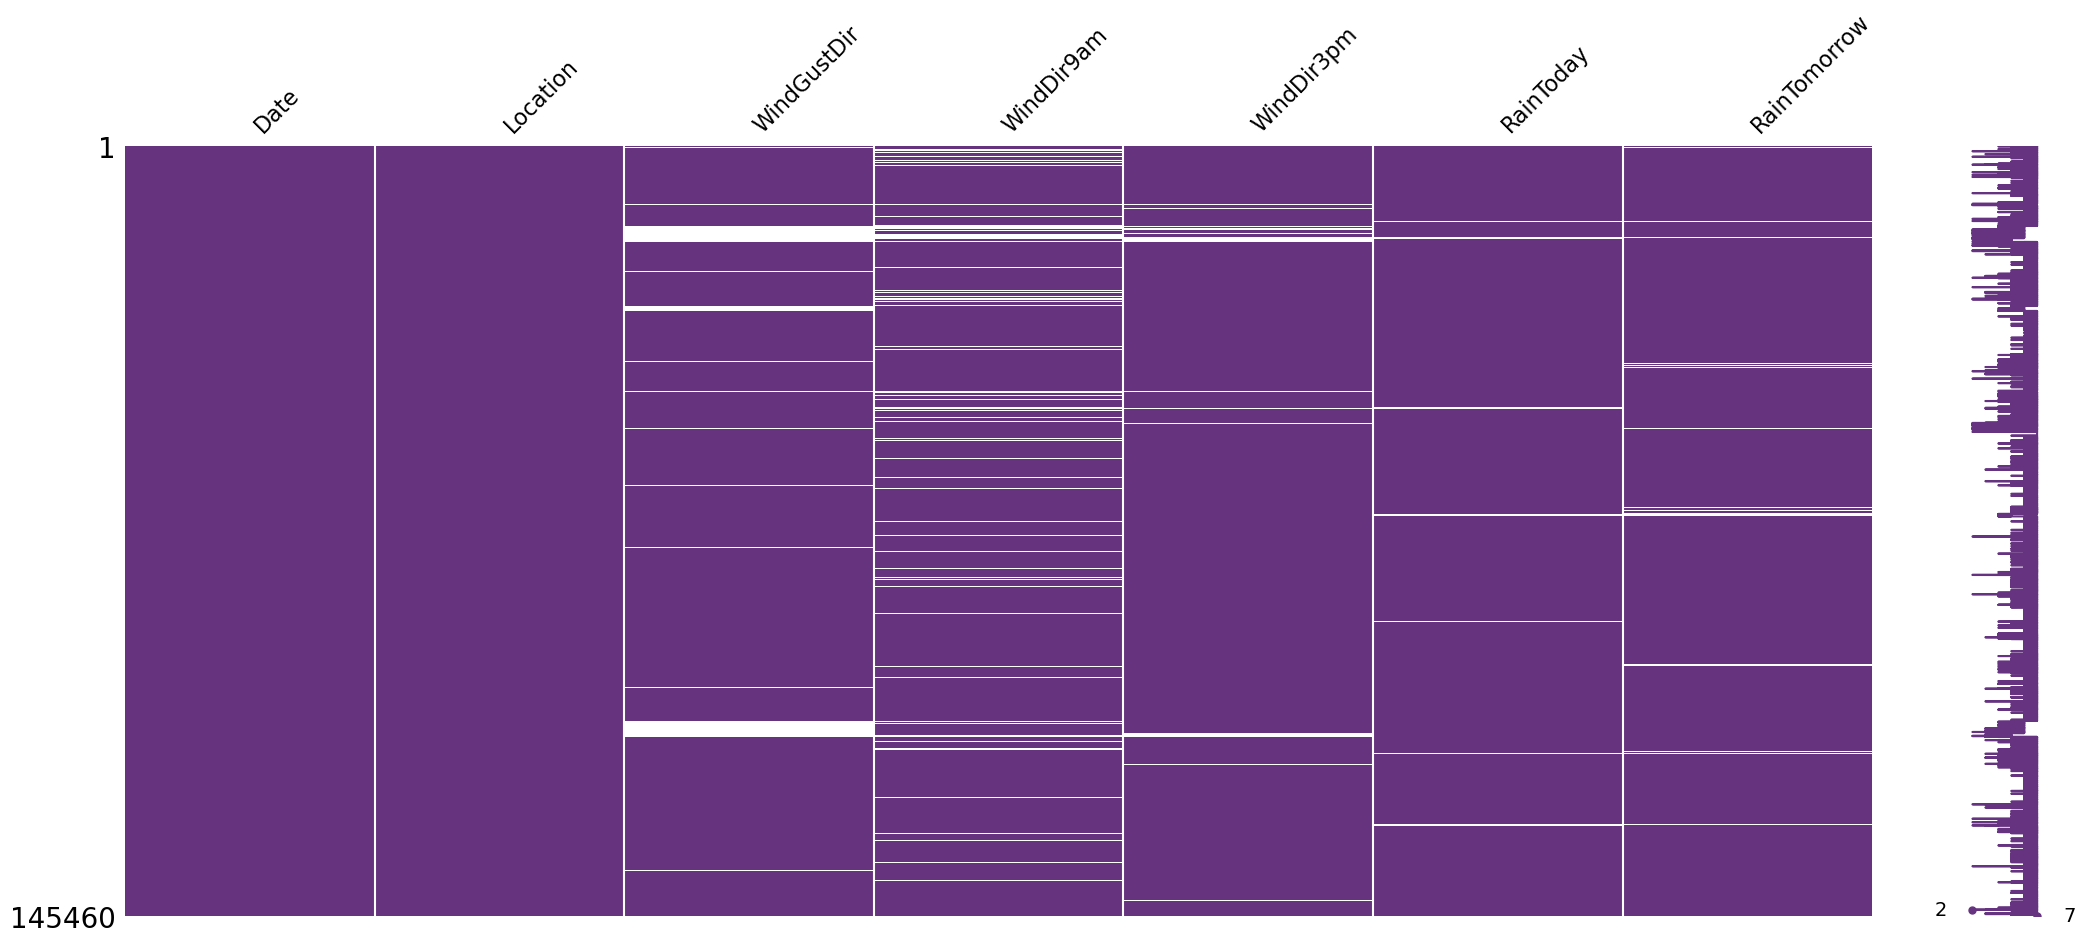 Date
Location
WindGustDir
WindDir9am
WindDir3pm
RainToday
RainTomorrow
1
145460
2
7